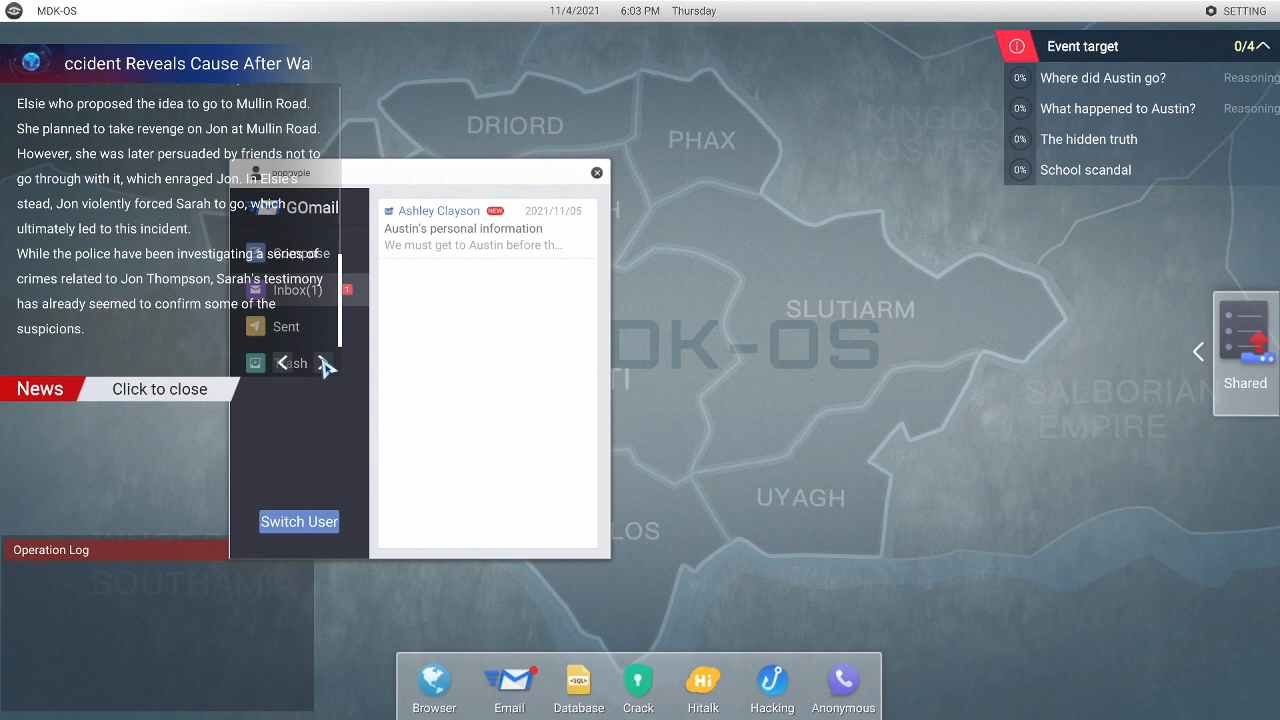 MDK-OS
11/4/2021 6:03 PM Thursday
SETTING
ccident Reveals Cause After Wa
Elsie who proposed the idea to go to Mullin Road.
She planned to take revenge on Jon at Mullin Road.
However, she was later persuaded by friends not to
go through with it, which enraged Jon. In Elsie's
stead, Jon violently forced Sarah to go, which
ultimately led to this incident.
While the police have been investigating a series of
crimes related to Jon Thompson, Sarah's testimony
has already seemed to confirm some of the
suspicions.
News Click to close
popoypie
GOmail
Compose
Inbox(1) 1
Sent
Switch User
Ashley Clayson NEW 2021/11/05
Austin's personal information
We must get to Austin before th…
Event target 0/4
0% Where did Austin go? Reasoning
0% What happened to Austin? Reasoning
0% The hidden truth
0% School scandal
DRIORD
PHAX
KINGDO
OSWES
SLUTIARM
DK-OS
SALBORIAN
EMPIRE
UYAGH
LOS
SOUTHAMIA
Shared
Operation Log
Browser
Email
Database
Crack
Hitalk
Hacking
Anonymous